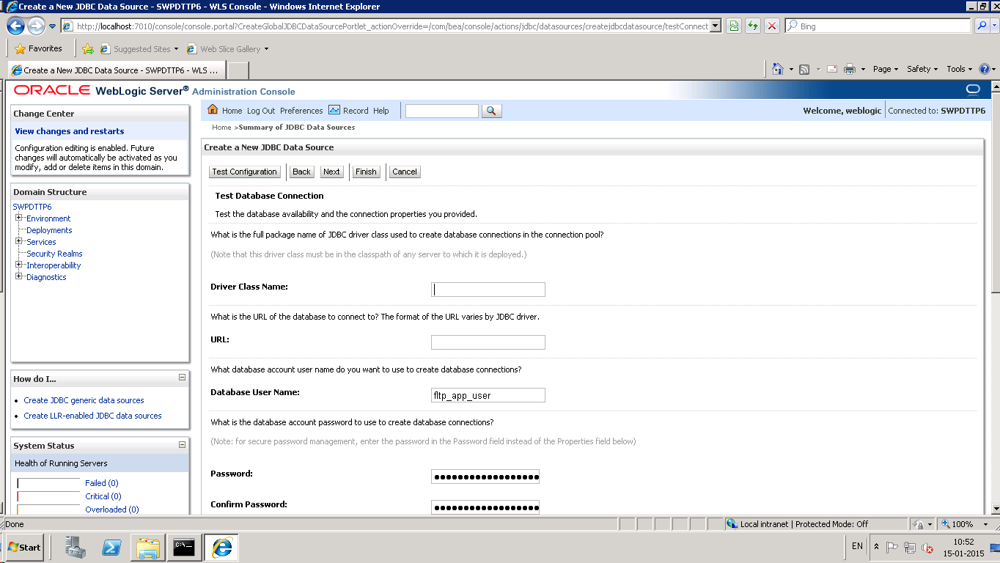 Create a New JDBC Data Source - SWPDTTP6 - WLS Console - Windows Internet Explorer
http://localhost:7010/console/console.portal?CreateGlobalJDBCDataSourcePortlet_actionOverride=/com/bea/console/actions/jdbc/datasources/createjdbcdatasource/testConnect
Bing
Favorites
Suggested Sites
Web Slice Gallery
Create a New JDBC Data Source - SWPDTTP6 - WLS ...
Page
Safety
Tools
ORACLE WebLogic Server® Administration Console
Change Center
View changes and restarts
Configuration editing is enabled. Future
changes will automatically be activated as you
modify, add or delete items in this domain.
Domain Structure
SWPDTTP6
Environment
Deployments
Services
Security Realms
Interoperability
Diagnostics
How do I...
Create JDBC generic data sources
Create LLR-enabled JDBC data sources
System Status
Health of Running Servers
Failed (0)
Critical (0)
Overloaded (0)
Home Log Out Preferences Record Help
Welcome, weblogic
Connected to: SWPDTTP6
Home >Summary of JDBC Data Sources
Create a New JDBC Data Source
Test Configuration Back Next Finish Cancel
Test Database Connection
Test the database availability and the connection properties you provided.
What is the full package name of JDBC driver class used to create database connections in the connection pool?
(Note that this driver class must be in the classpath of any server to which it is deployed.)
Driver Class Name:
What is the URL of the database to connect to? The format of the URL varies by JDBC driver.
URL:
What database account user name do you want to use to create database connections?
Database User Name: fltp_app_user
What is the database account password to use to create database connections?
(Note: for secure password management, enter the password in the Password field instead of the Properties field below)
Password: ••••••••••••••••••
Confirm Password: ••••••••••••••••••
Done
Local intranet | Protected Mode: Off
100%
Start
EN
10:52
15-01-2015